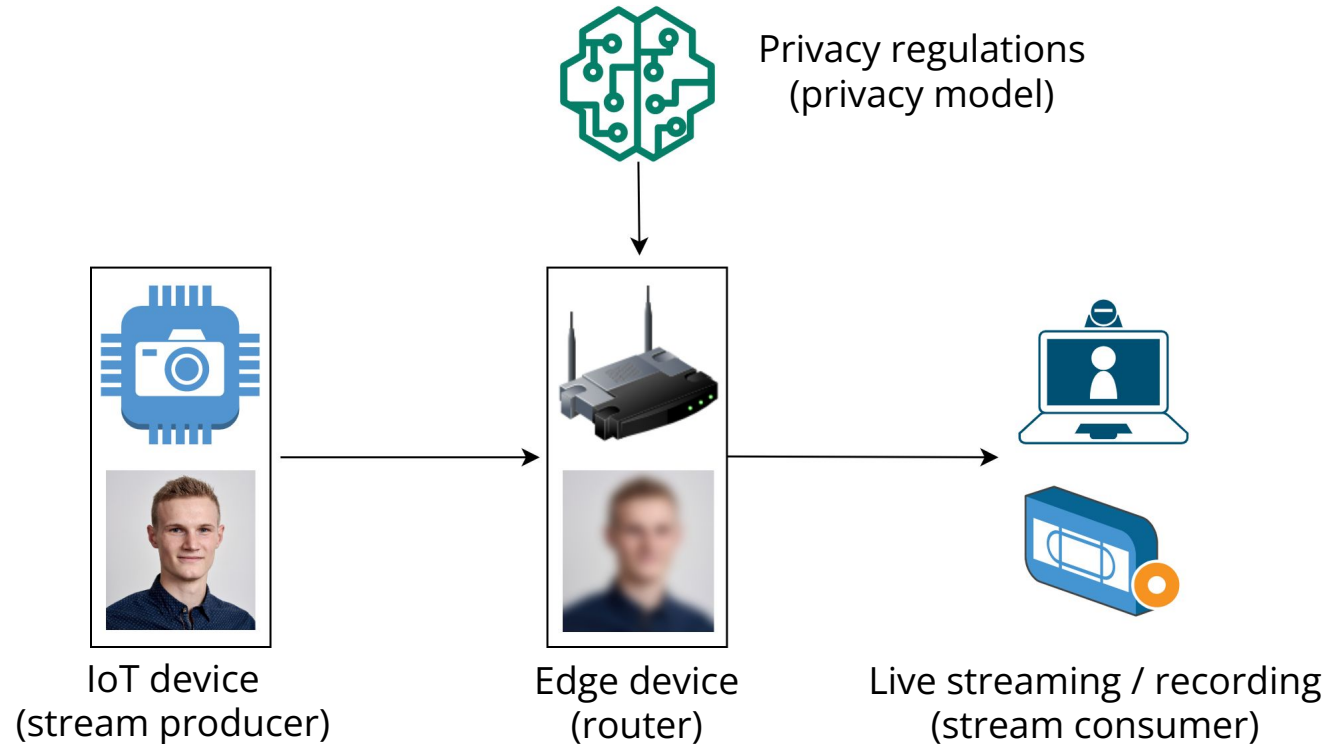 Privacy regulations
(privacy model)
IoT device
(stream producer)
Edge device
(router)
Live streaming / recording
(stream consumer)